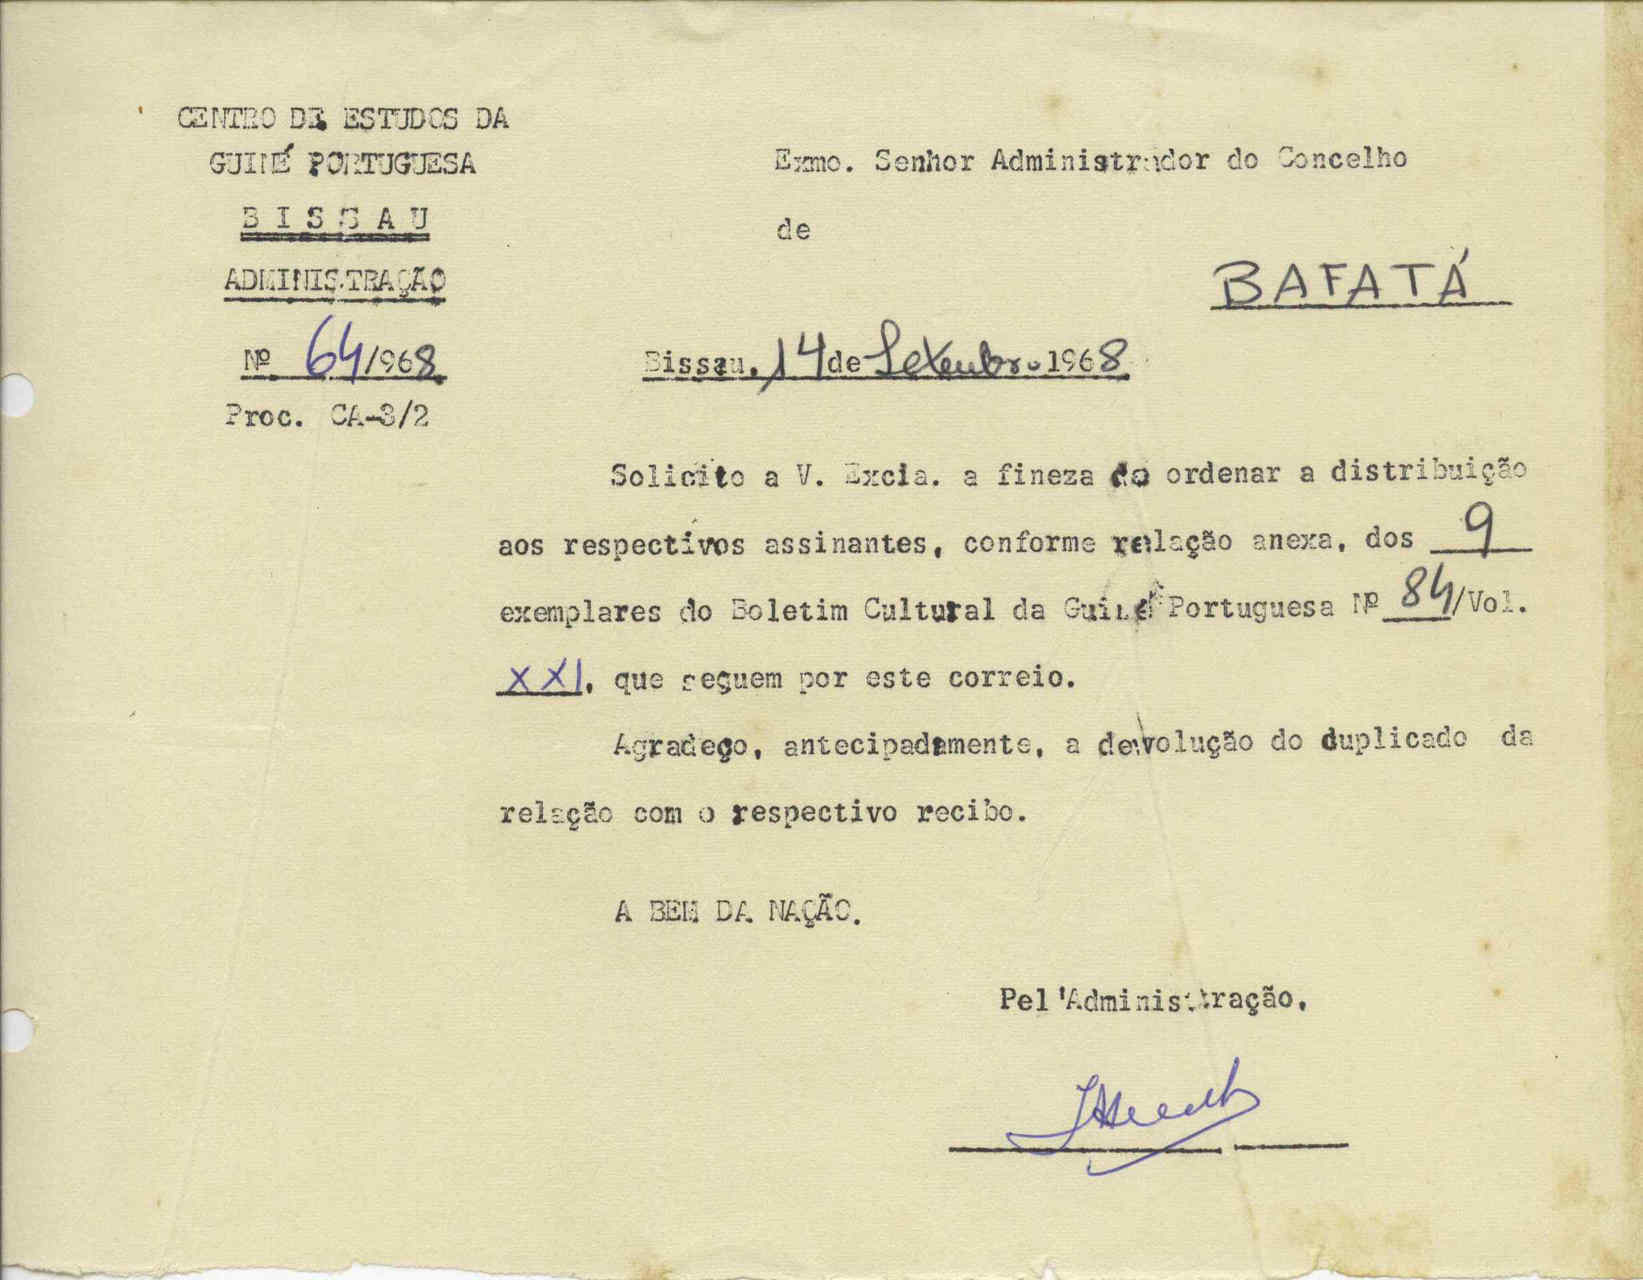 CENTRO DE ESTUDOS DA
GUINÉ PORTUGUESA
B I S S A U
ADMINISTRAÇÃO
Nº 64/968
Proc. CA-3/2
Exmo. Senhor Administrador do Concelho
de
BAFATÁ
Bissau, 14 de Setembro 1968
Solicito a V. Excia. a fineza de ordenar a distribuição
aos respectivos assinantes, conforme relação anexa, dos 9
exemplares do Boletim Cultural da Guiné Portuguesa Nº 84/Vol.
XXI, que seguem por este correio.
Agradeço, antecipadamente, a devolução do duplicado da
relação com o respectivo recibo.
A BEM DA NAÇÃO.
Pel'Administração,